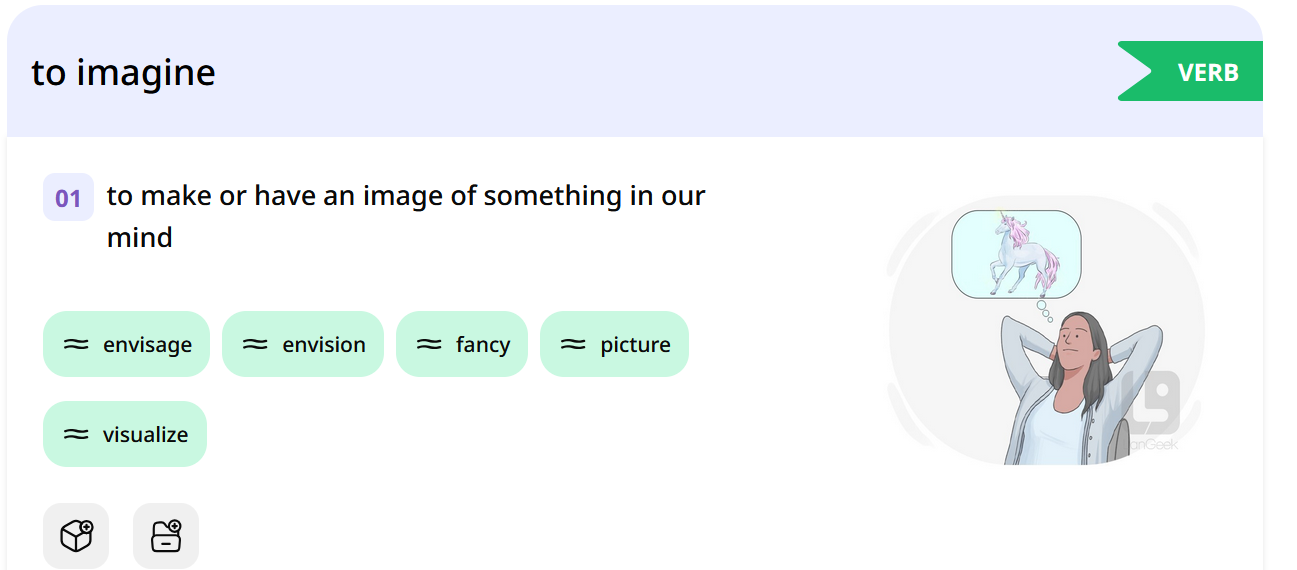 to imagine
VERB
01 to make or have an image of something in our
mind
envisage envision fancy picture
visualize